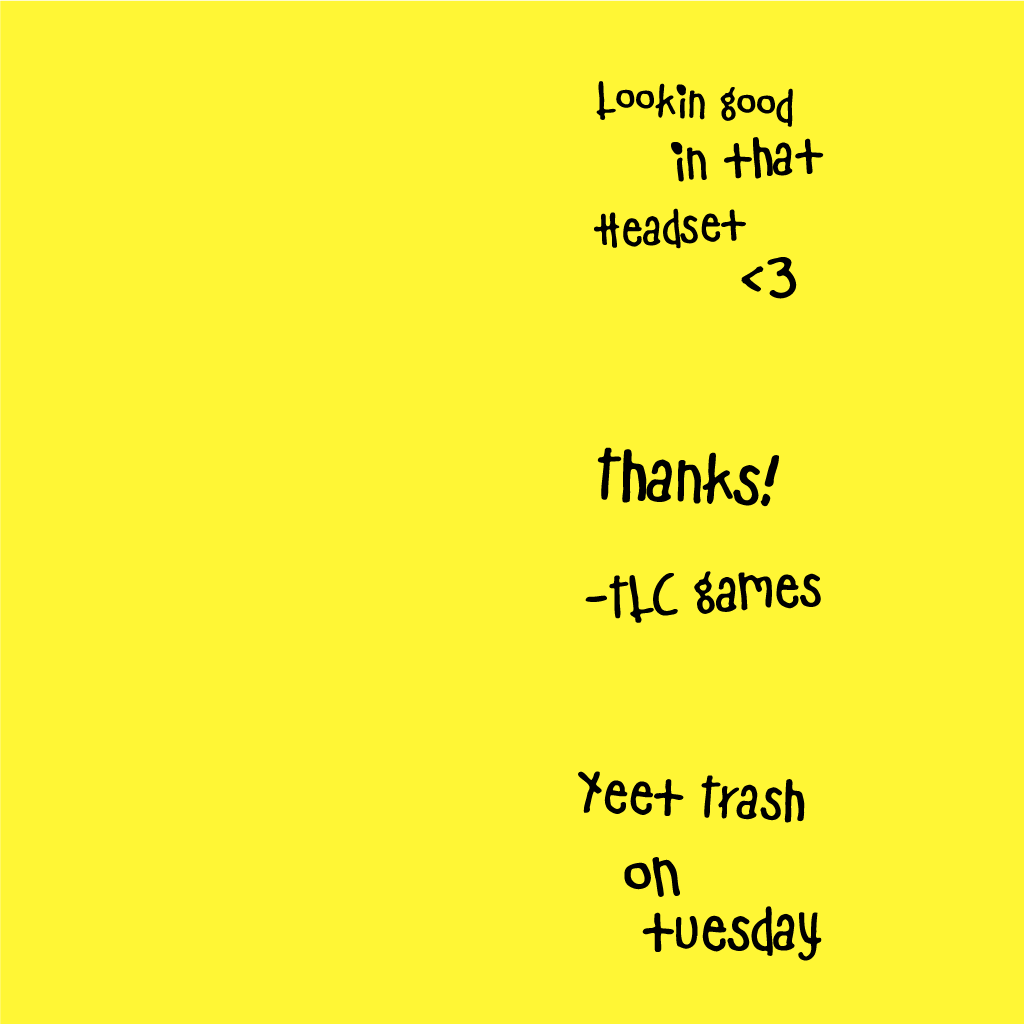 Lookin good
in that
Headset
<3
Thanks!
-TLC games
Yeet Trash
on
tuesday